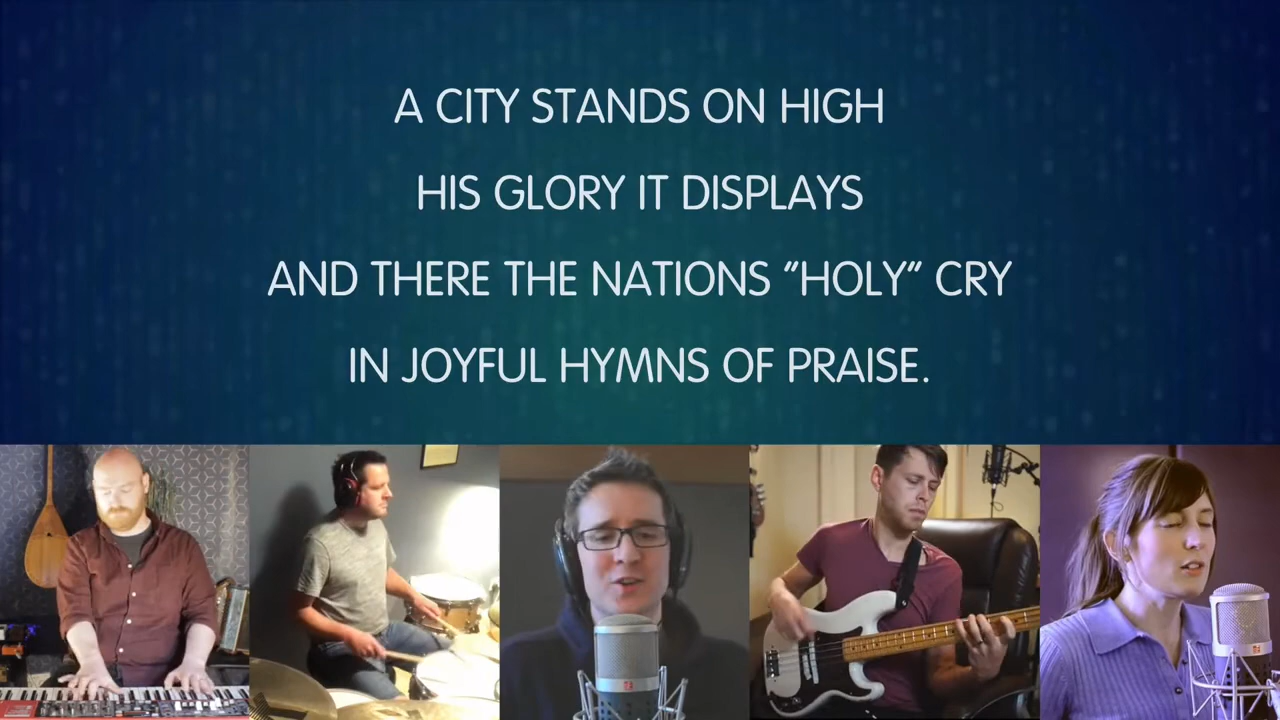 A CITY STANDS ON HIGH
HIS GLORY IT DISPLAYS
AND THERE THE NATIONS “HOLY” CRY
IN JOYFUL HYMNS OF PRAISE.